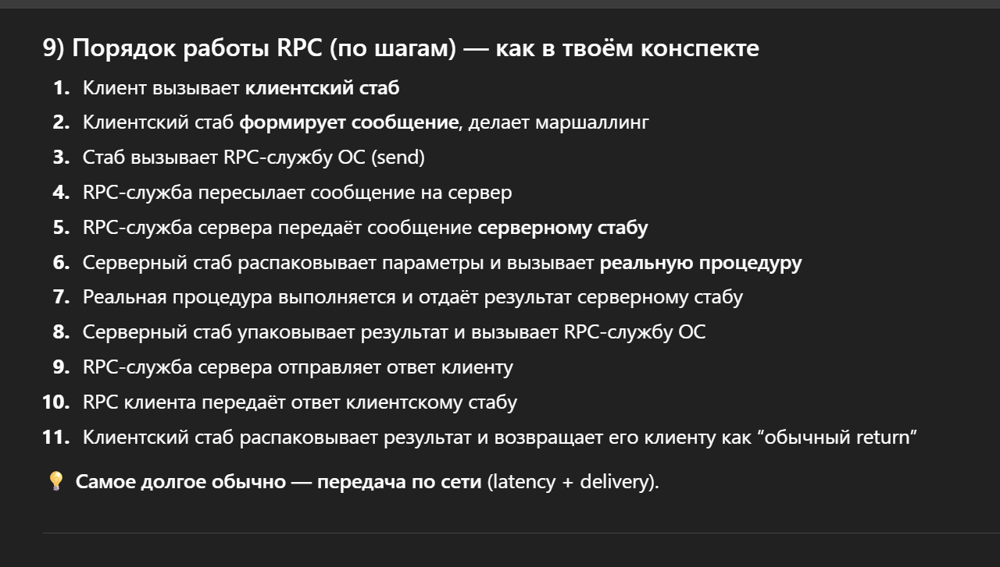 9) Порядок работы RPC (по шагам) — как в твоём конспекте
1. Клиент вызывает клиентский стаб
2. Клиентский стаб формирует сообщение, делает маршаллинг
3. Стаб вызывает RPC-службу ОС (send)
4. RPC-служба пересылает сообщение на сервер
5. RPC-служба сервера передаёт сообщение серверному стабу
6. Серверный стаб распаковывает параметры и вызывает реальную процедуру
7. Реальная процедура выполняется и отдаёт результат серверному стабу
8. Серверный стаб упаковывает результат и вызывает RPC-службу ОС
9. RPC-служба сервера отправляет ответ клиенту
10. RPC клиента передаёт ответ клиентскому стабу
11. Клиентский стаб распаковывает результат и возвращает его клиенту как “обычный return”
💡 Самое долгое обычно — передача по сети (latency + delivery).